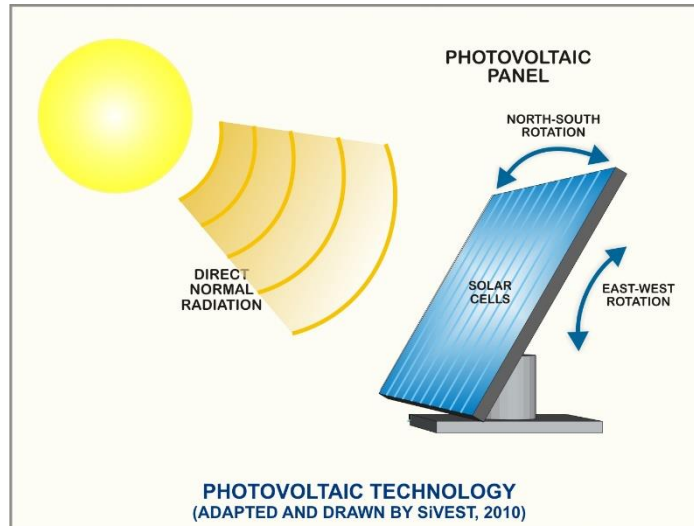 PHOTOVOLTAIC
PANEL
NORTH-SOUTH
ROTATION
DIRECT
NORMAL
RADIATION
SOLAR
CELLS
EAST-WEST
ROTATION
PHOTOVOLTAIC TECHNOLOGY
(ADAPTED AND DRAWN BY SiVEST, 2010)